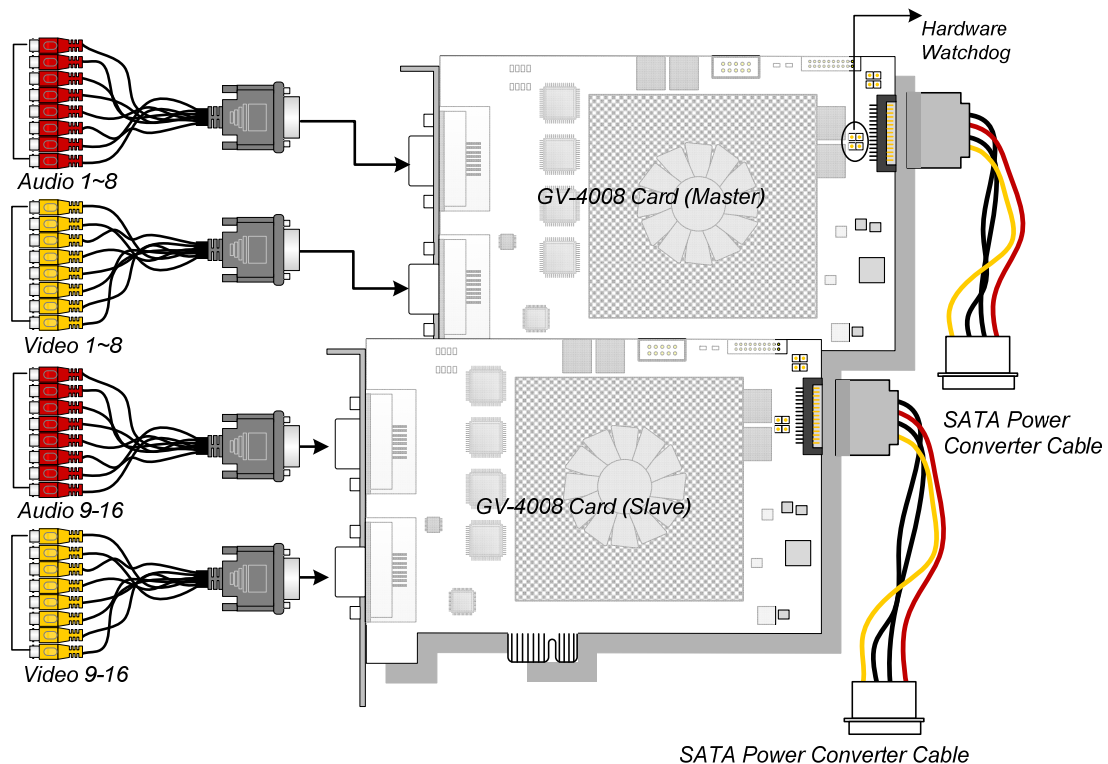 Hardware
Watchdog
Audio 1~8
GV-4008 Card (Master)
Video 1~8
SATA Power
Converter Cable
Audio 9-16
GV-4008 Card (Slave)
Video 9-16
SATA Power Converter Cable